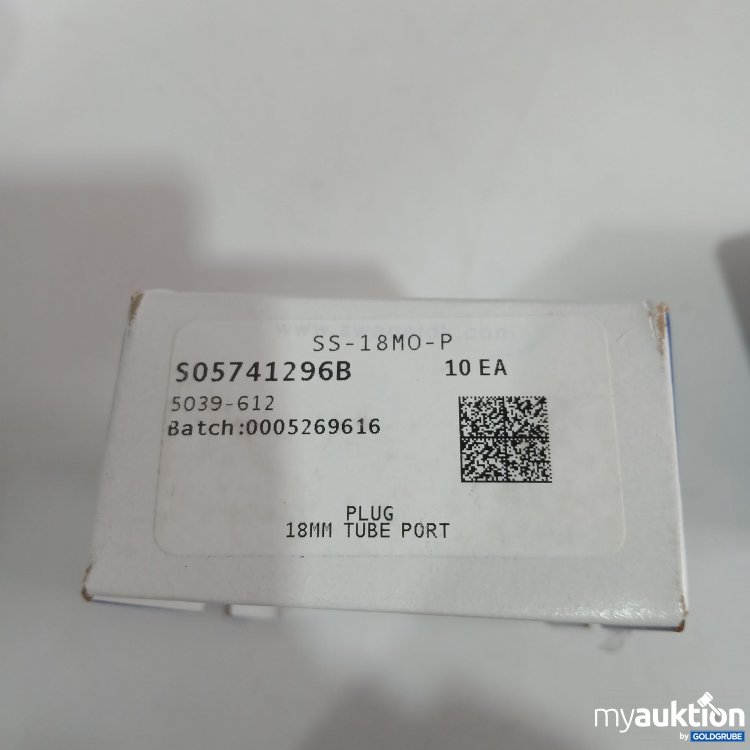 SS-18MO-P
S05741296B 10 EA
5039-612
Batch:0005269616
PLUG
18MM TUBE PORT
myauktion
by GOLDGRUBE